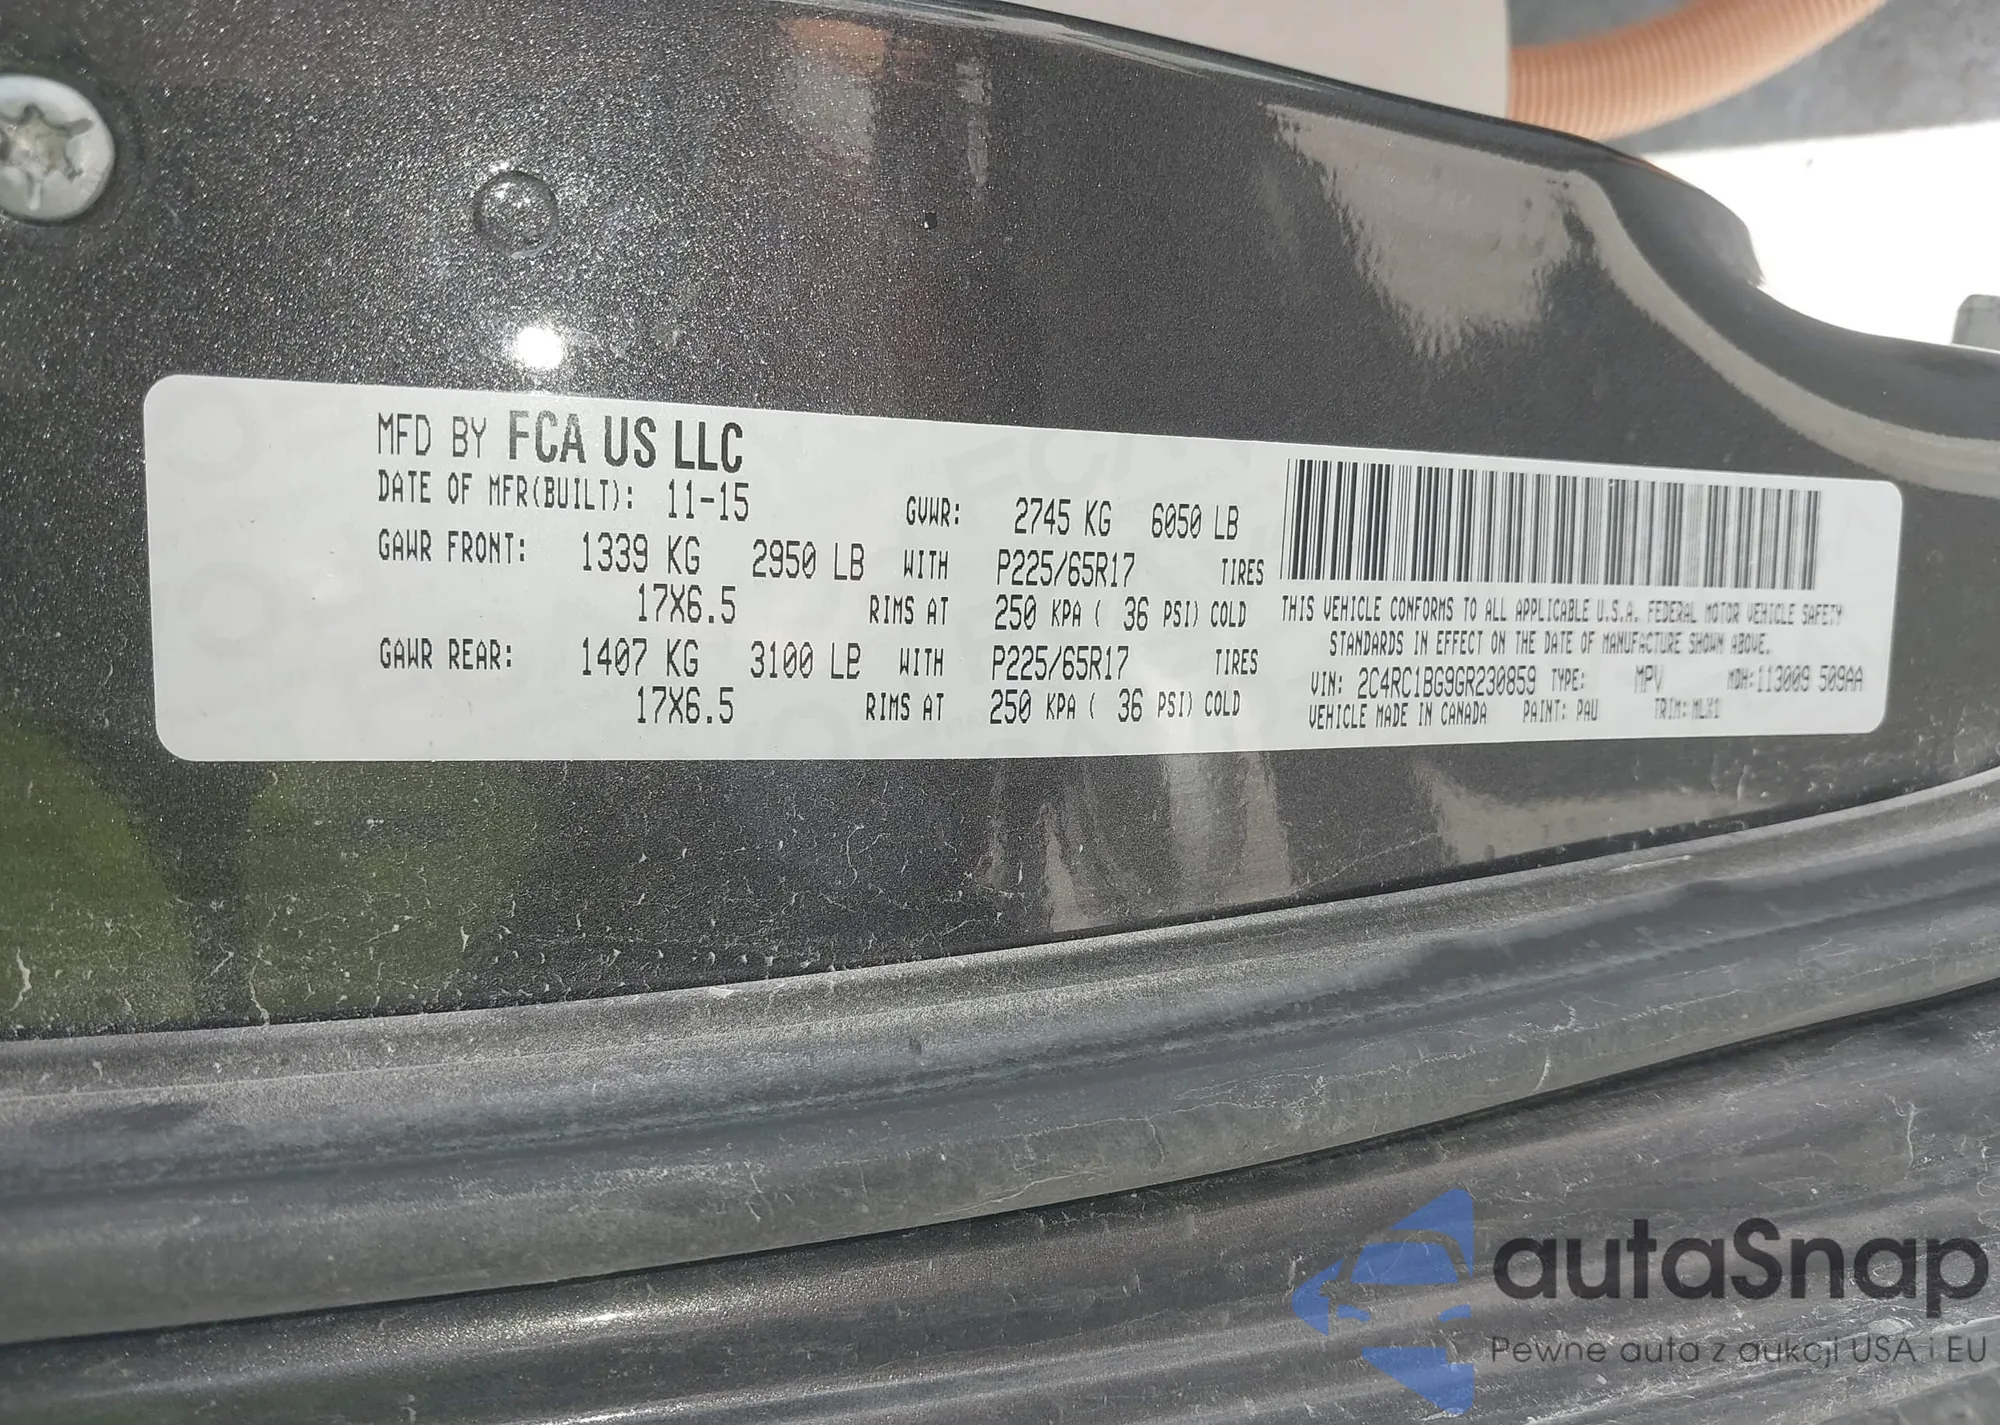 MFD BY FCA US LLC
DATE OF MFR(BUILT): 11-15 GVWR: 2745 KG 6050 LB
GAWR FRONT: 1339 KG 2950 LB WITH P225/65R17 TIRES
17X6.5 RIMS AT 250 KPA ( 36 PSI) COLD
GAWR REAR: 1407 KG 3100 LB WITH P225/65R17 TIRES
17X6.5 RIMS AT 250 KPA ( 36 PSI) COLD
THIS VEHICLE CONFORMS TO ALL APPLICABLE U.S.A. FEDERAL MOTOR VEHICLE SAFETY
STANDARDS IN EFFECT ON THE DATE OF MANUFACTURE SHOWN ABOVE.
VIN: 2C4RC1BG9GR230859 TYPE: MPV MDH: 113009 509AA
VEHICLE MADE IN CANADA PAINT: PAU TRIM: MLX1
autoSnap
Pewne auta z aukcji USA i EU